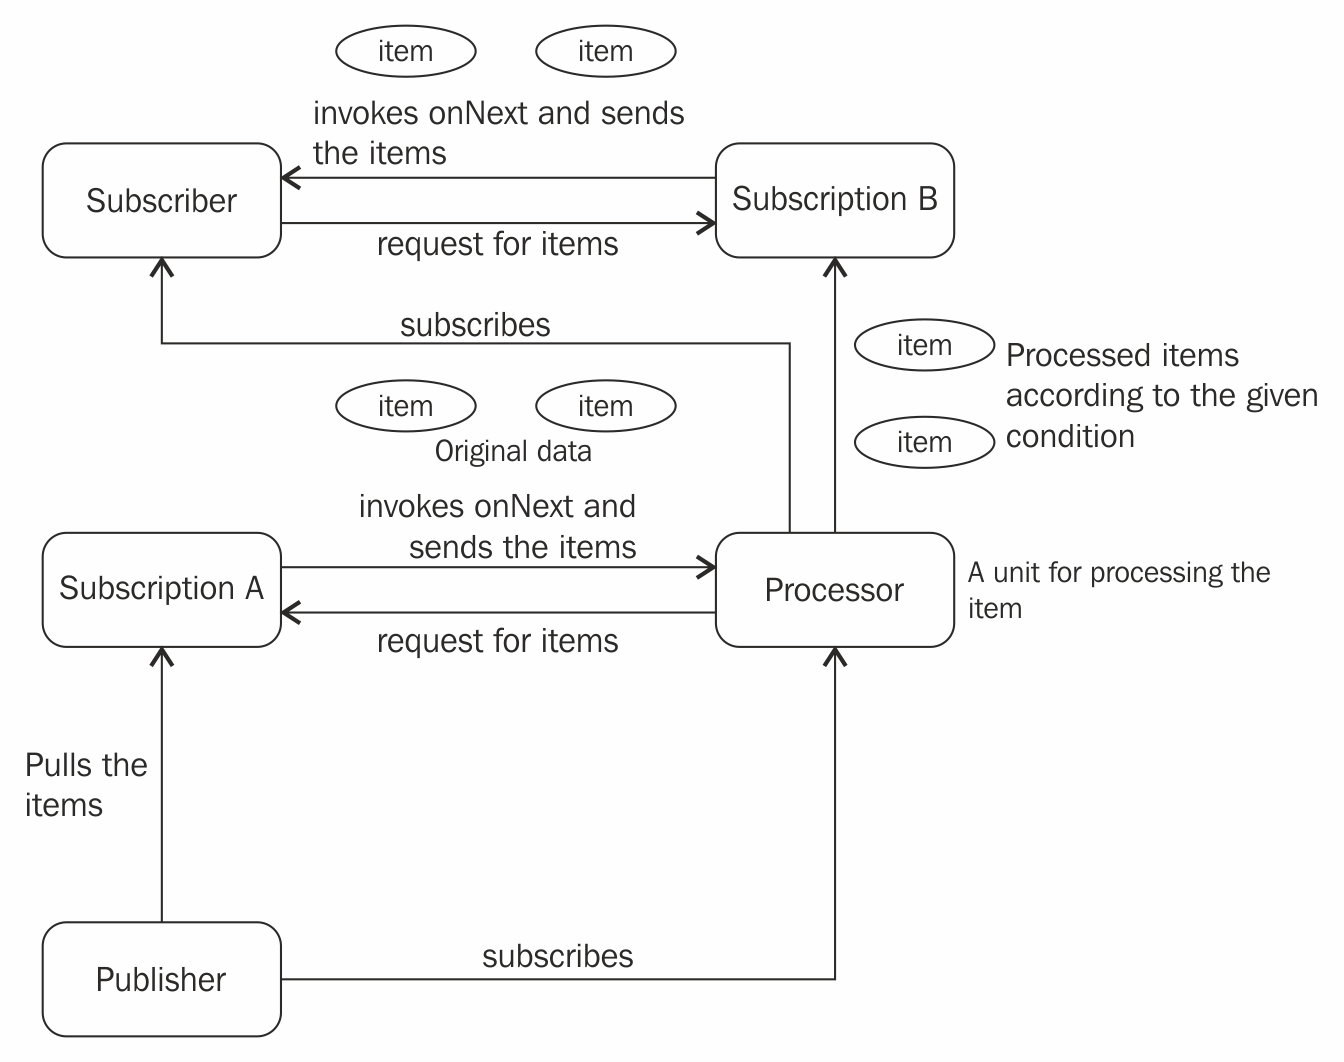 item
item
invokes onNext and sends
the items
Subscriber
Subscription B
request for items
subscribes
item
Processed items
according to the given
condition
item
item
item
Original data
invokes onNext and
sends the items
Subscription A
Processor
A unit for processing the
item
request for items
Pulls the
items
subscribes
Publisher